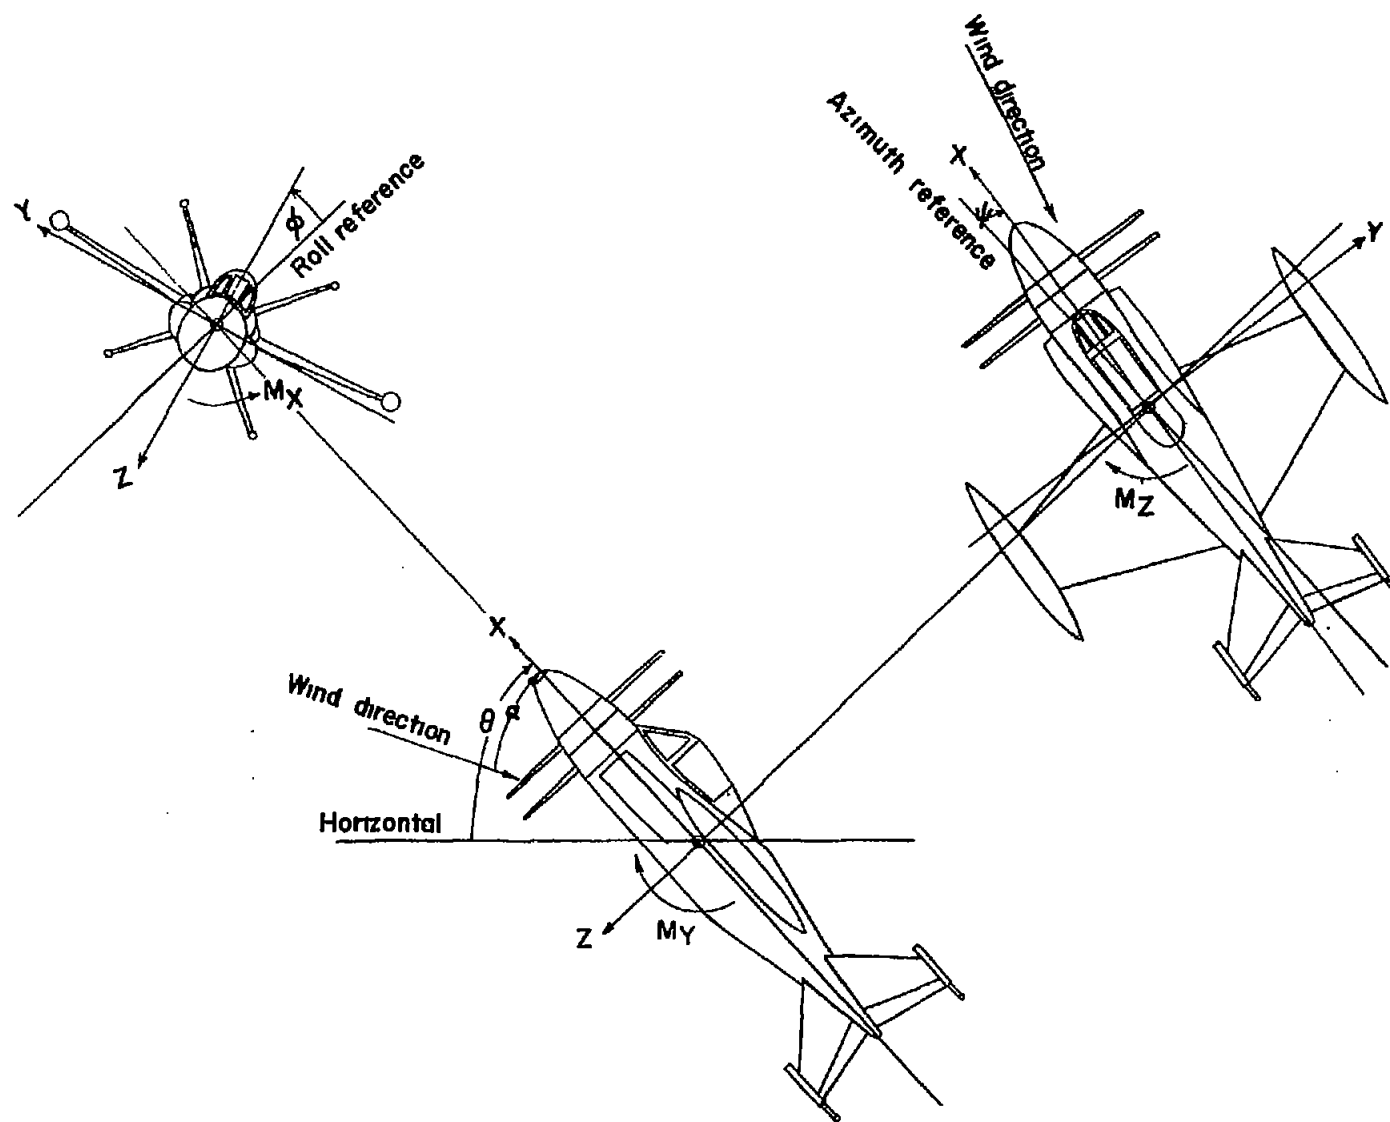 Wind direction
Azimuth reference
X
ψ
Y
Roll reference
ϕ
Y
MX
Z
MZ
X
Wind direction
θ
α
Horizontal
Z
MY